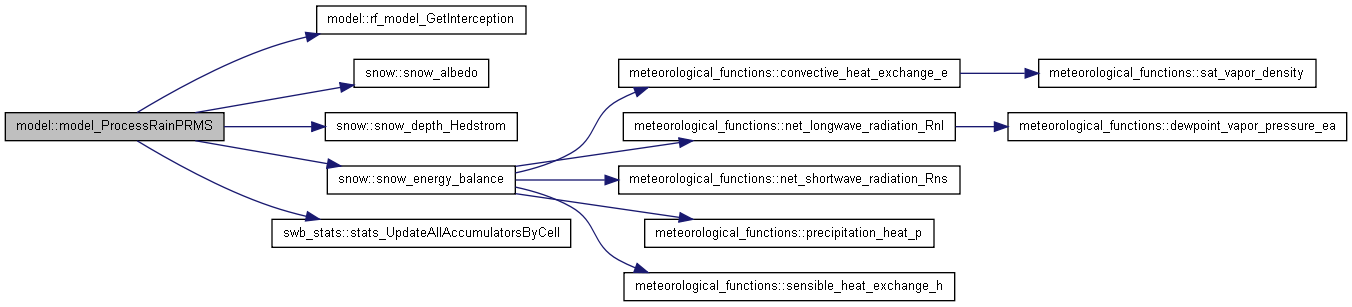 model::rf_model_GetInterception
snow::snow_albedo
meteorological_functions::convective_heat_exchange_e
meteorological_functions::sat_vapor_density
model::model_ProcessRainPRMS
snow::snow_depth_Hedstrom
meteorological_functions::net_longwave_radiation_Rnl
meteorological_functions::dewpoint_vapor_pressure_ea
snow::snow_energy_balance
meteorological_functions::net_shortwave_radiation_Rns
swb_stats::stats_UpdateAllAccumulatorsByCell
meteorological_functions::precipitation_heat_p
meteorological_functions::sensible_heat_exchange_h